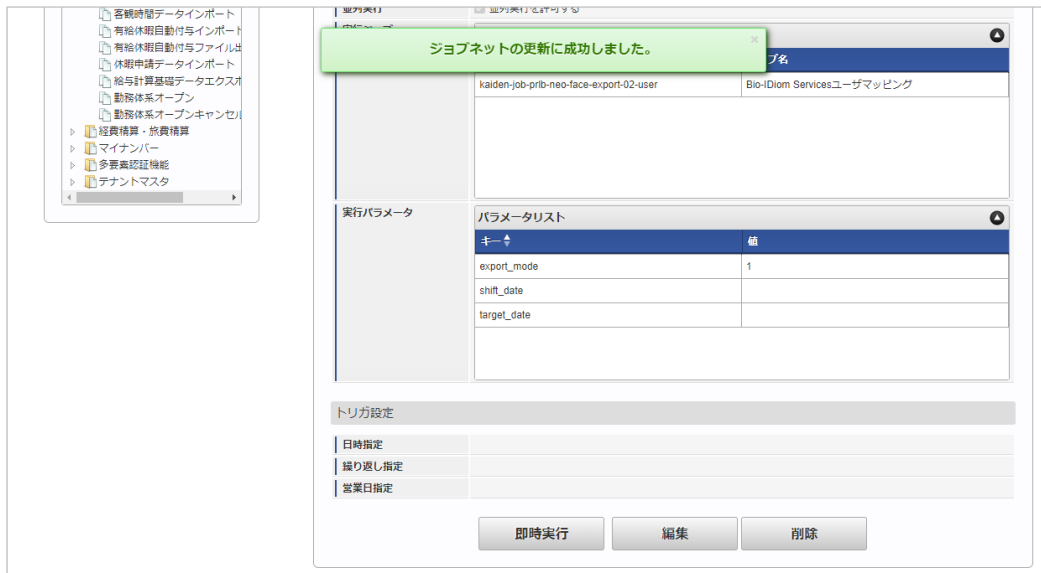 客観時間データインポート
有給休暇自動付与インポート
有給休暇自動付与ファイル出
休暇申請データインポート
給与計算基礎データエクスポ
勤務体系オープン
勤務体系オープンキャンセル
経費積算・旅費精算
マイナンバー
多要素認証機能
テナントマスタ
並列実行
並列実行を許可する
ジョブネットの更新に成功しました。
×
ブ名
kaiden-job-prlb-neo-face-export-02-user
Bio-IDiom Servicesユーザマッピング
実行パラメータ
パラメータリスト
キー
値
export_mode
1
shift_date
target_date
トリガ設定
日時指定
繰り返し指定
営業日指定
即時実行
編集
削除